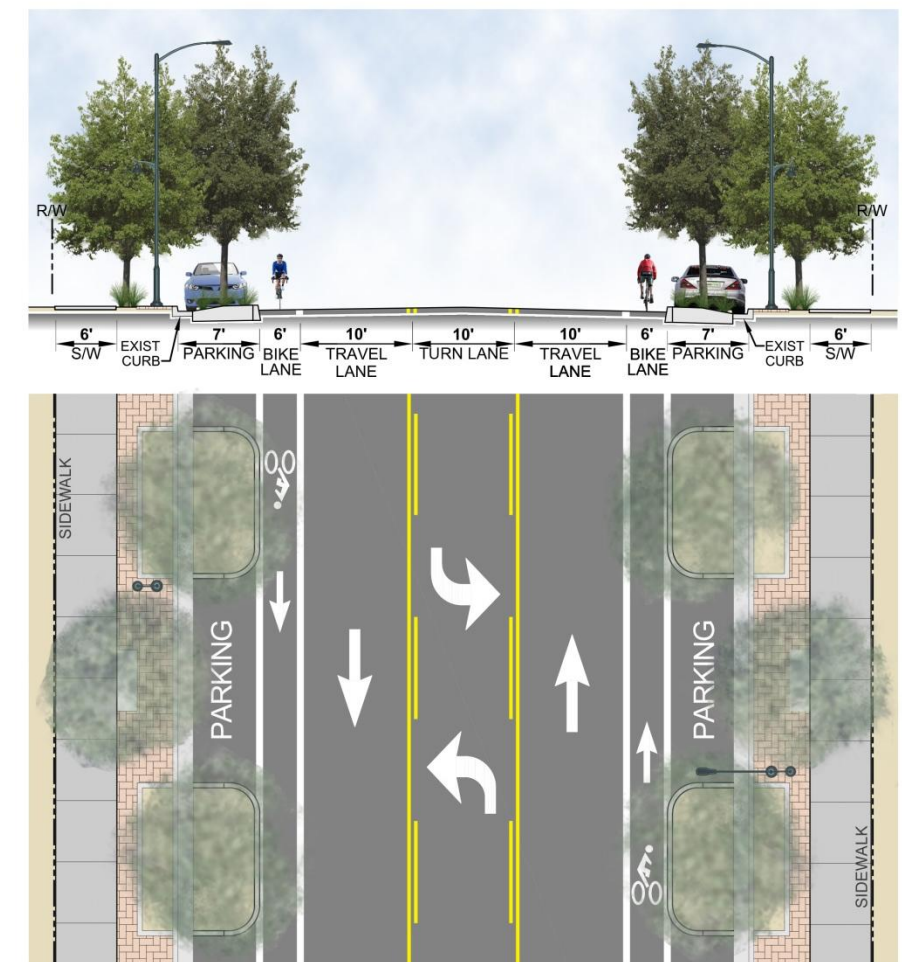 R/W R/W
6' 7' 6' 10' 10' 10' 6' 7' 6'
S/W EXIST CURB PARKING BIKE LANE TRAVEL LANE TURN LANE TRAVEL LANE BIKE LANE PARKING EXIST CURB S/W
SIDEWALK
PARKING
PARKING
SIDEWALK